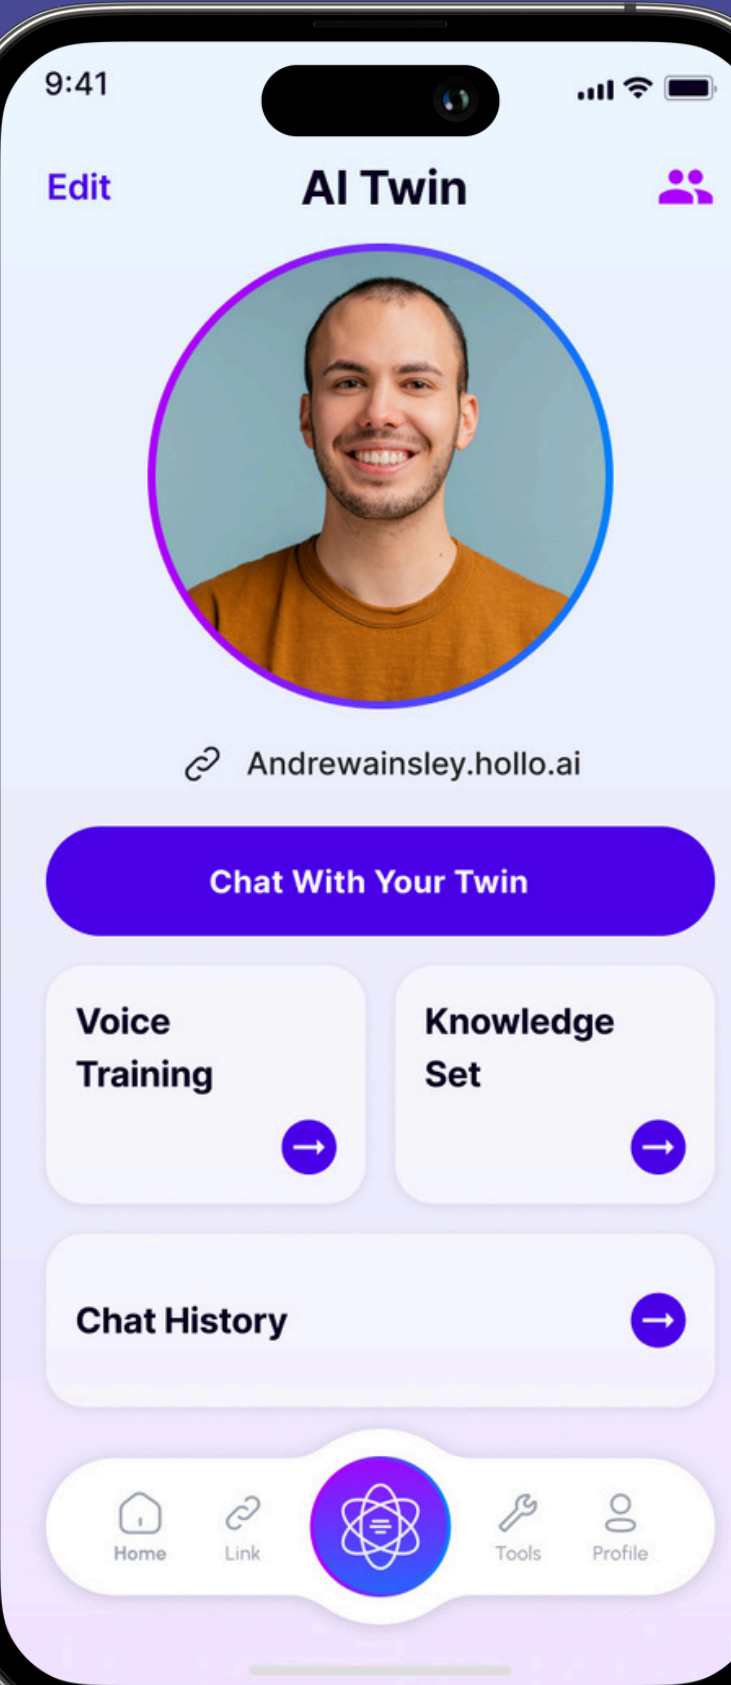 9:41
Edit
AI Twin
Andrewainsley.hollo.ai
Chat With Your Twin
Voice
Training
Knowledge
Set
Chat History
Home
Link
Tools
Profile